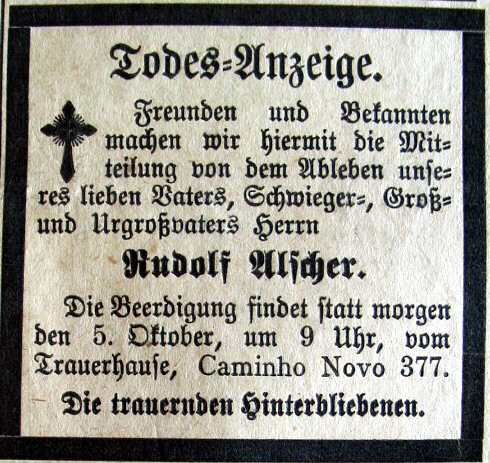 Todes-Anzeige.
Freunden und Bekannten
machen wir hiermit die Mit-
teilung von dem Ableben unse-
res lieben Vaters, Schwieger-, Groß-
und Urgroßvaters Herrn
Rudolf Alscher.
Die Beerdigung findet statt morgen
den 5. Oktober, um 9 Uhr, vom
Trauerhause, Caminho Novo 377.
Die trauernden Hinterbliebenen.